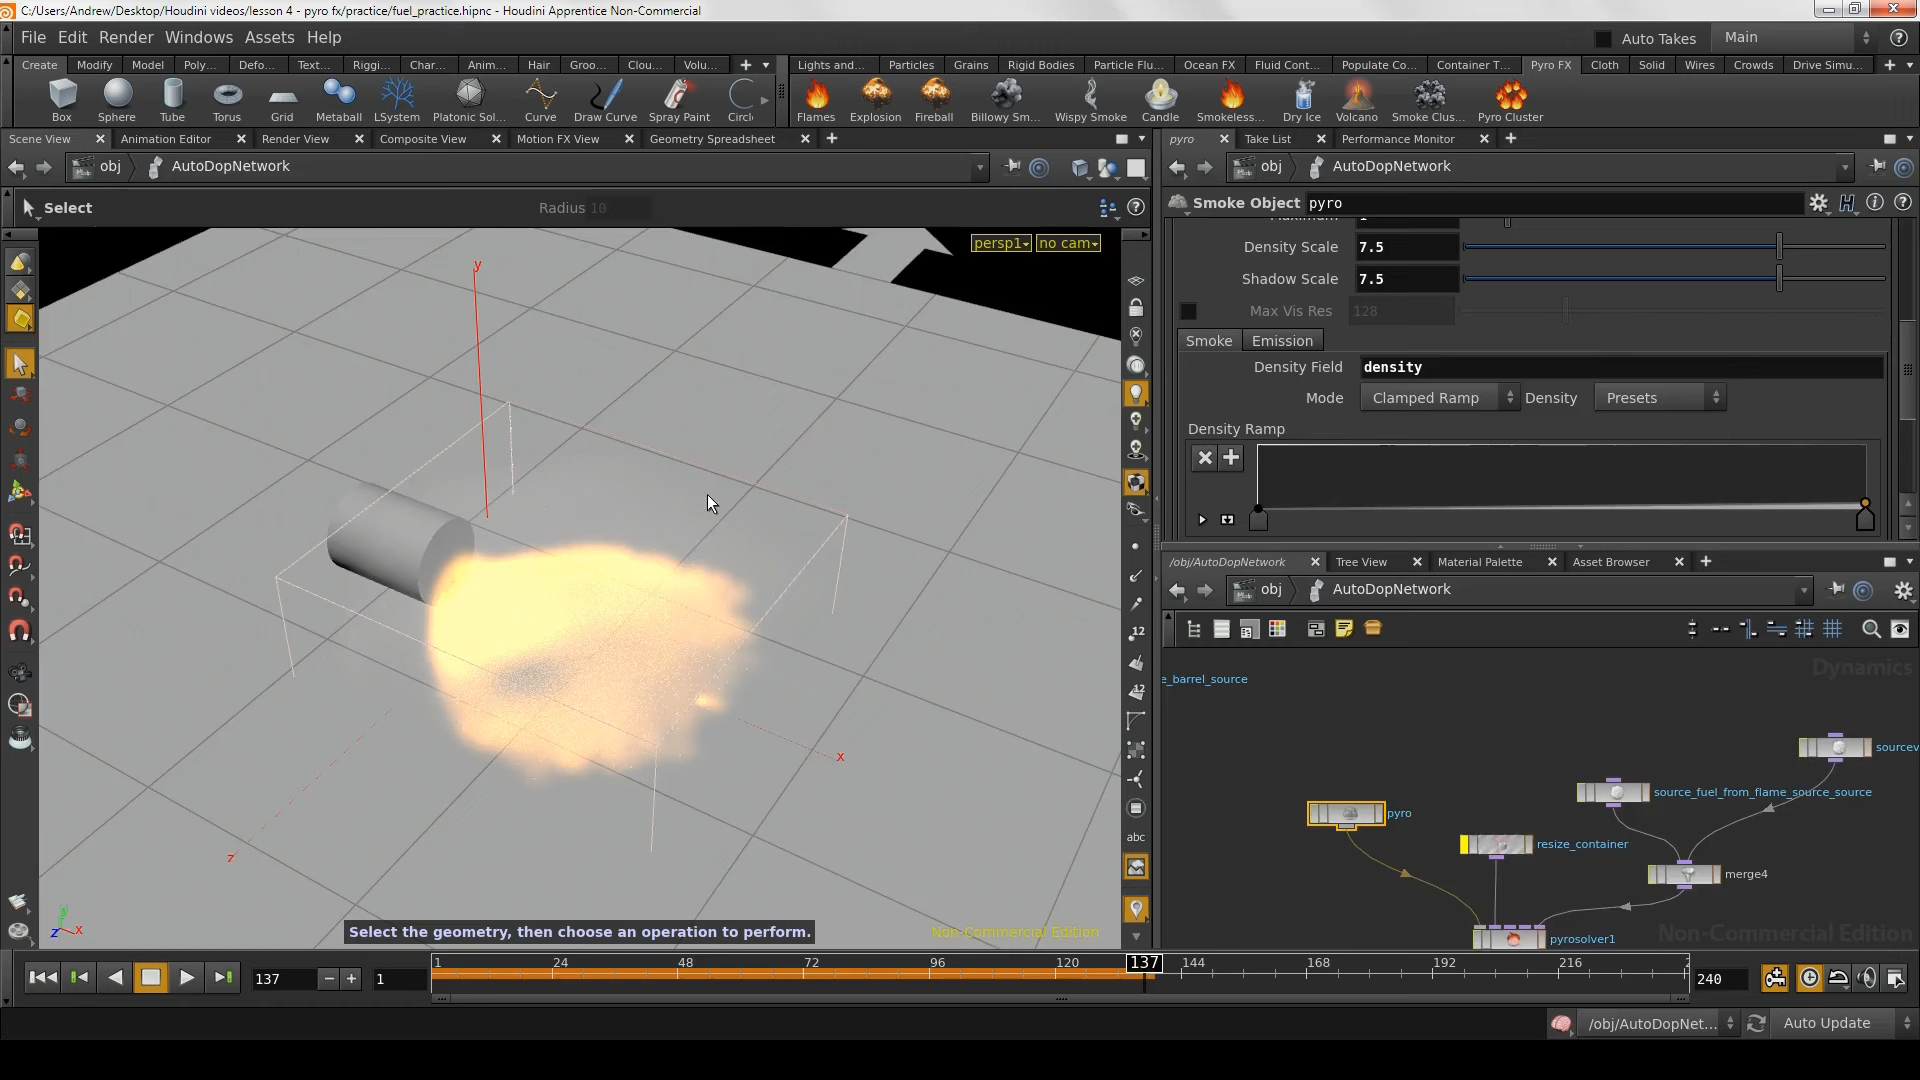 C:/Users/Andrew/Desktop/Houdini videos/lesson 4 - pyro fx/practice/fuel_practice.hipnc - Houdini Apprentice Non-Commercial
File Edit Render Windows Assets Help
Auto Takes Main
Create Modify Model Poly... Defo... Text... Riggi... Char... Anim... Hair Groo... Clou... Volu...
Lights and... Particles Grains Rigid Bodies Particle Flu... Ocean FX Fluid Cont... Populate Co... Container T... Pyro FX Cloth Solid Wires Crowds Drive Simu...
Box Sphere Tube Torus Grid Metaball LSystem Platonic Sol... Curve Draw Curve Spray Paint Circl
Flames Explosion Fireball Billowy Sm... Wispy Smoke Candle Smokeless... Dry Ice Volcano Smoke Clus... Pyro Cluster
Scene View Animation Editor Render View Composite View Motion FX View Geometry Spreadsheet
pyro Take List Performance Monitor
obj AutoDopNetwork
obj AutoDopNetwork
Select Radius 10
Smoke Object pyro
persp1 no cam
Density Scale 7.5
Shadow Scale 7.5
Max Vis Res 128
Smoke Emission
Density Field density
Mode Clamped Ramp Density Presets
Density Ramp
y
x
z
/obj/AutoDopNetwork Tree View Material Palette Asset Browser
obj AutoDopNetwork
Dynamics
e_barrel_source
sourcev
source_fuel_from_flame_source_source
pyro
resize_container
merge4
pyrosolver1
Non-Commercial Edition
12
12
abc
z x
Select the geometry, then choose an operation to perform.
Non-Commercial Edition
137 1
1 24 48 72 96 120 137 144 168 192 216 2
240
/obj/AutoDopNet... Auto Update